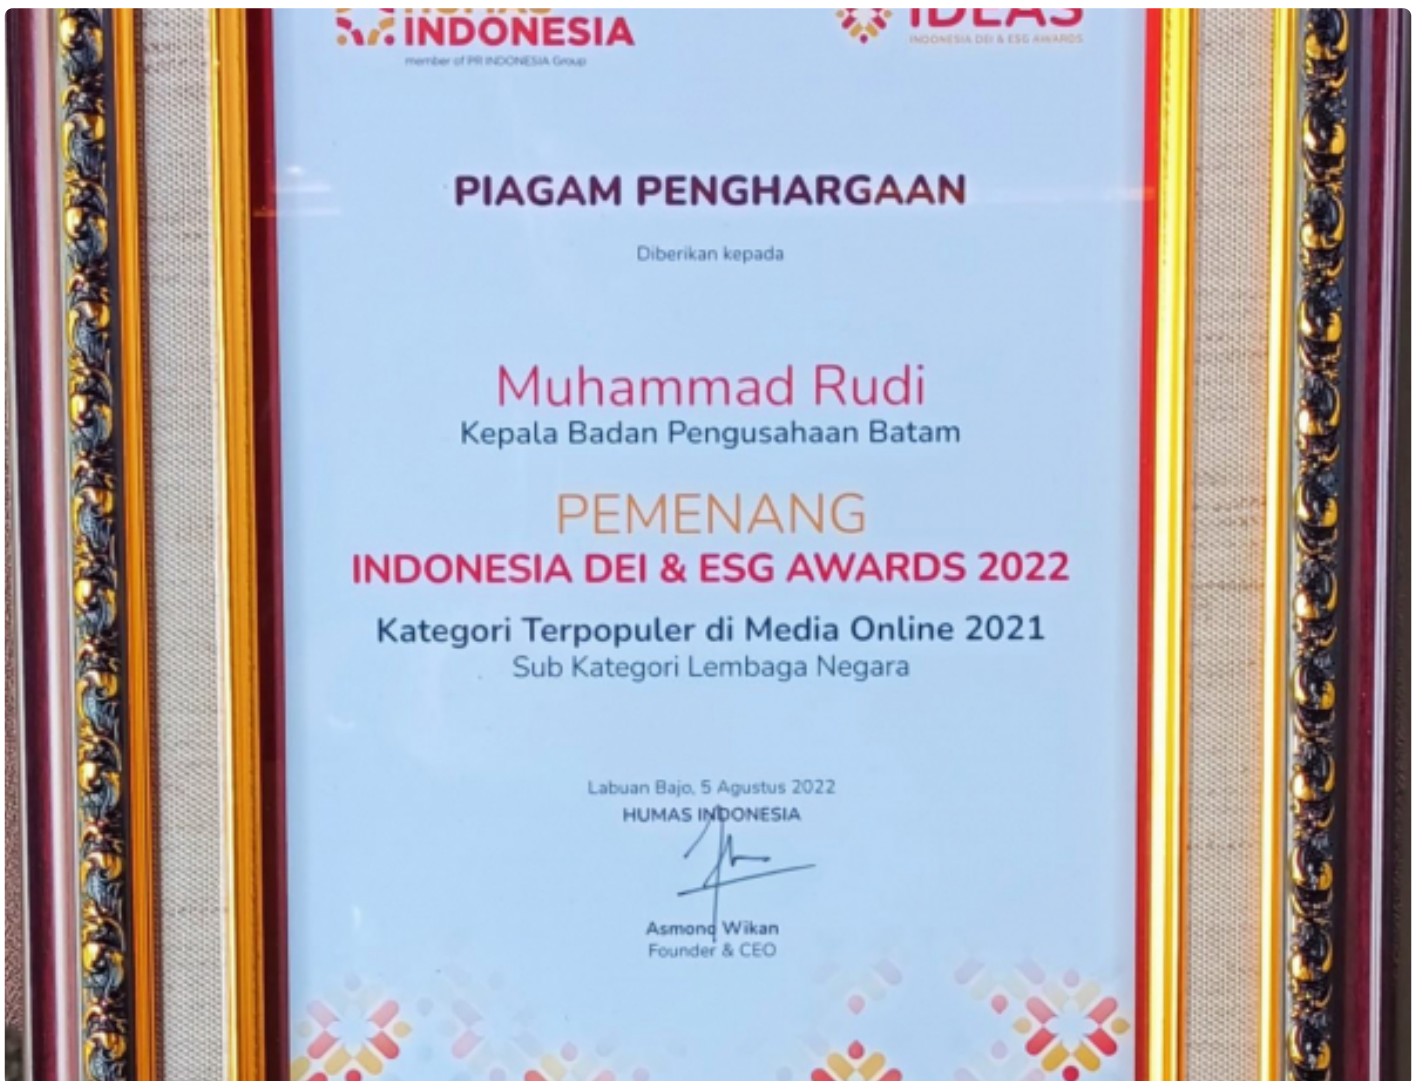 HUMAS
INDONESIA
member of PR INDONESIA Group
IDEAS
INDONESIA DEI & ESG AWARDS
PIAGAM PENGHARGAAN
Diberikan kepada
Muhammad Rudi
Kepala Badan Pengusahaan Batam
PEMENANG
INDONESIA DEI & ESG AWARDS 2022
Kategori Terpopuler di Media Online 2021
Sub Kategori Lembaga Negara
Labuan Bajo, 5 Agustus 2022
HUMAS INDONESIA
Asmono Wikan
Founder & CEO